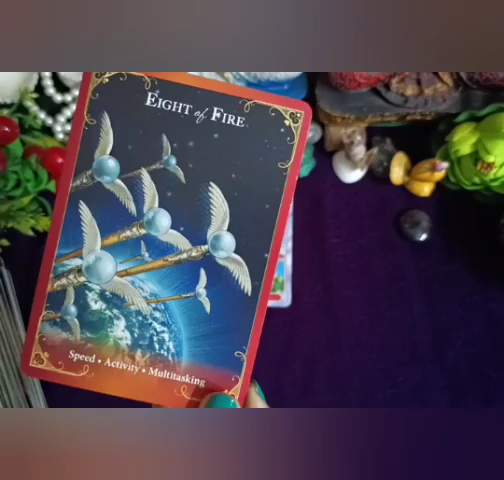 Eight of Fire
Speed • Activity • Multitasking